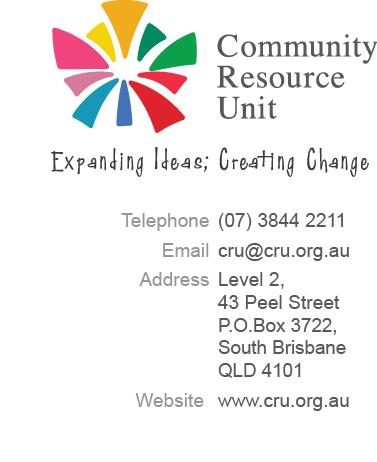 Community
Resource
Unit
Expanding Ideas; Creating Change
Telephone (07) 3844 2211
Email cru@cru.org.au
Address Level 2,
43 Peel Street
P.O.Box 3722,
South Brisbane
QLD 4101
Website www.cru.org.au